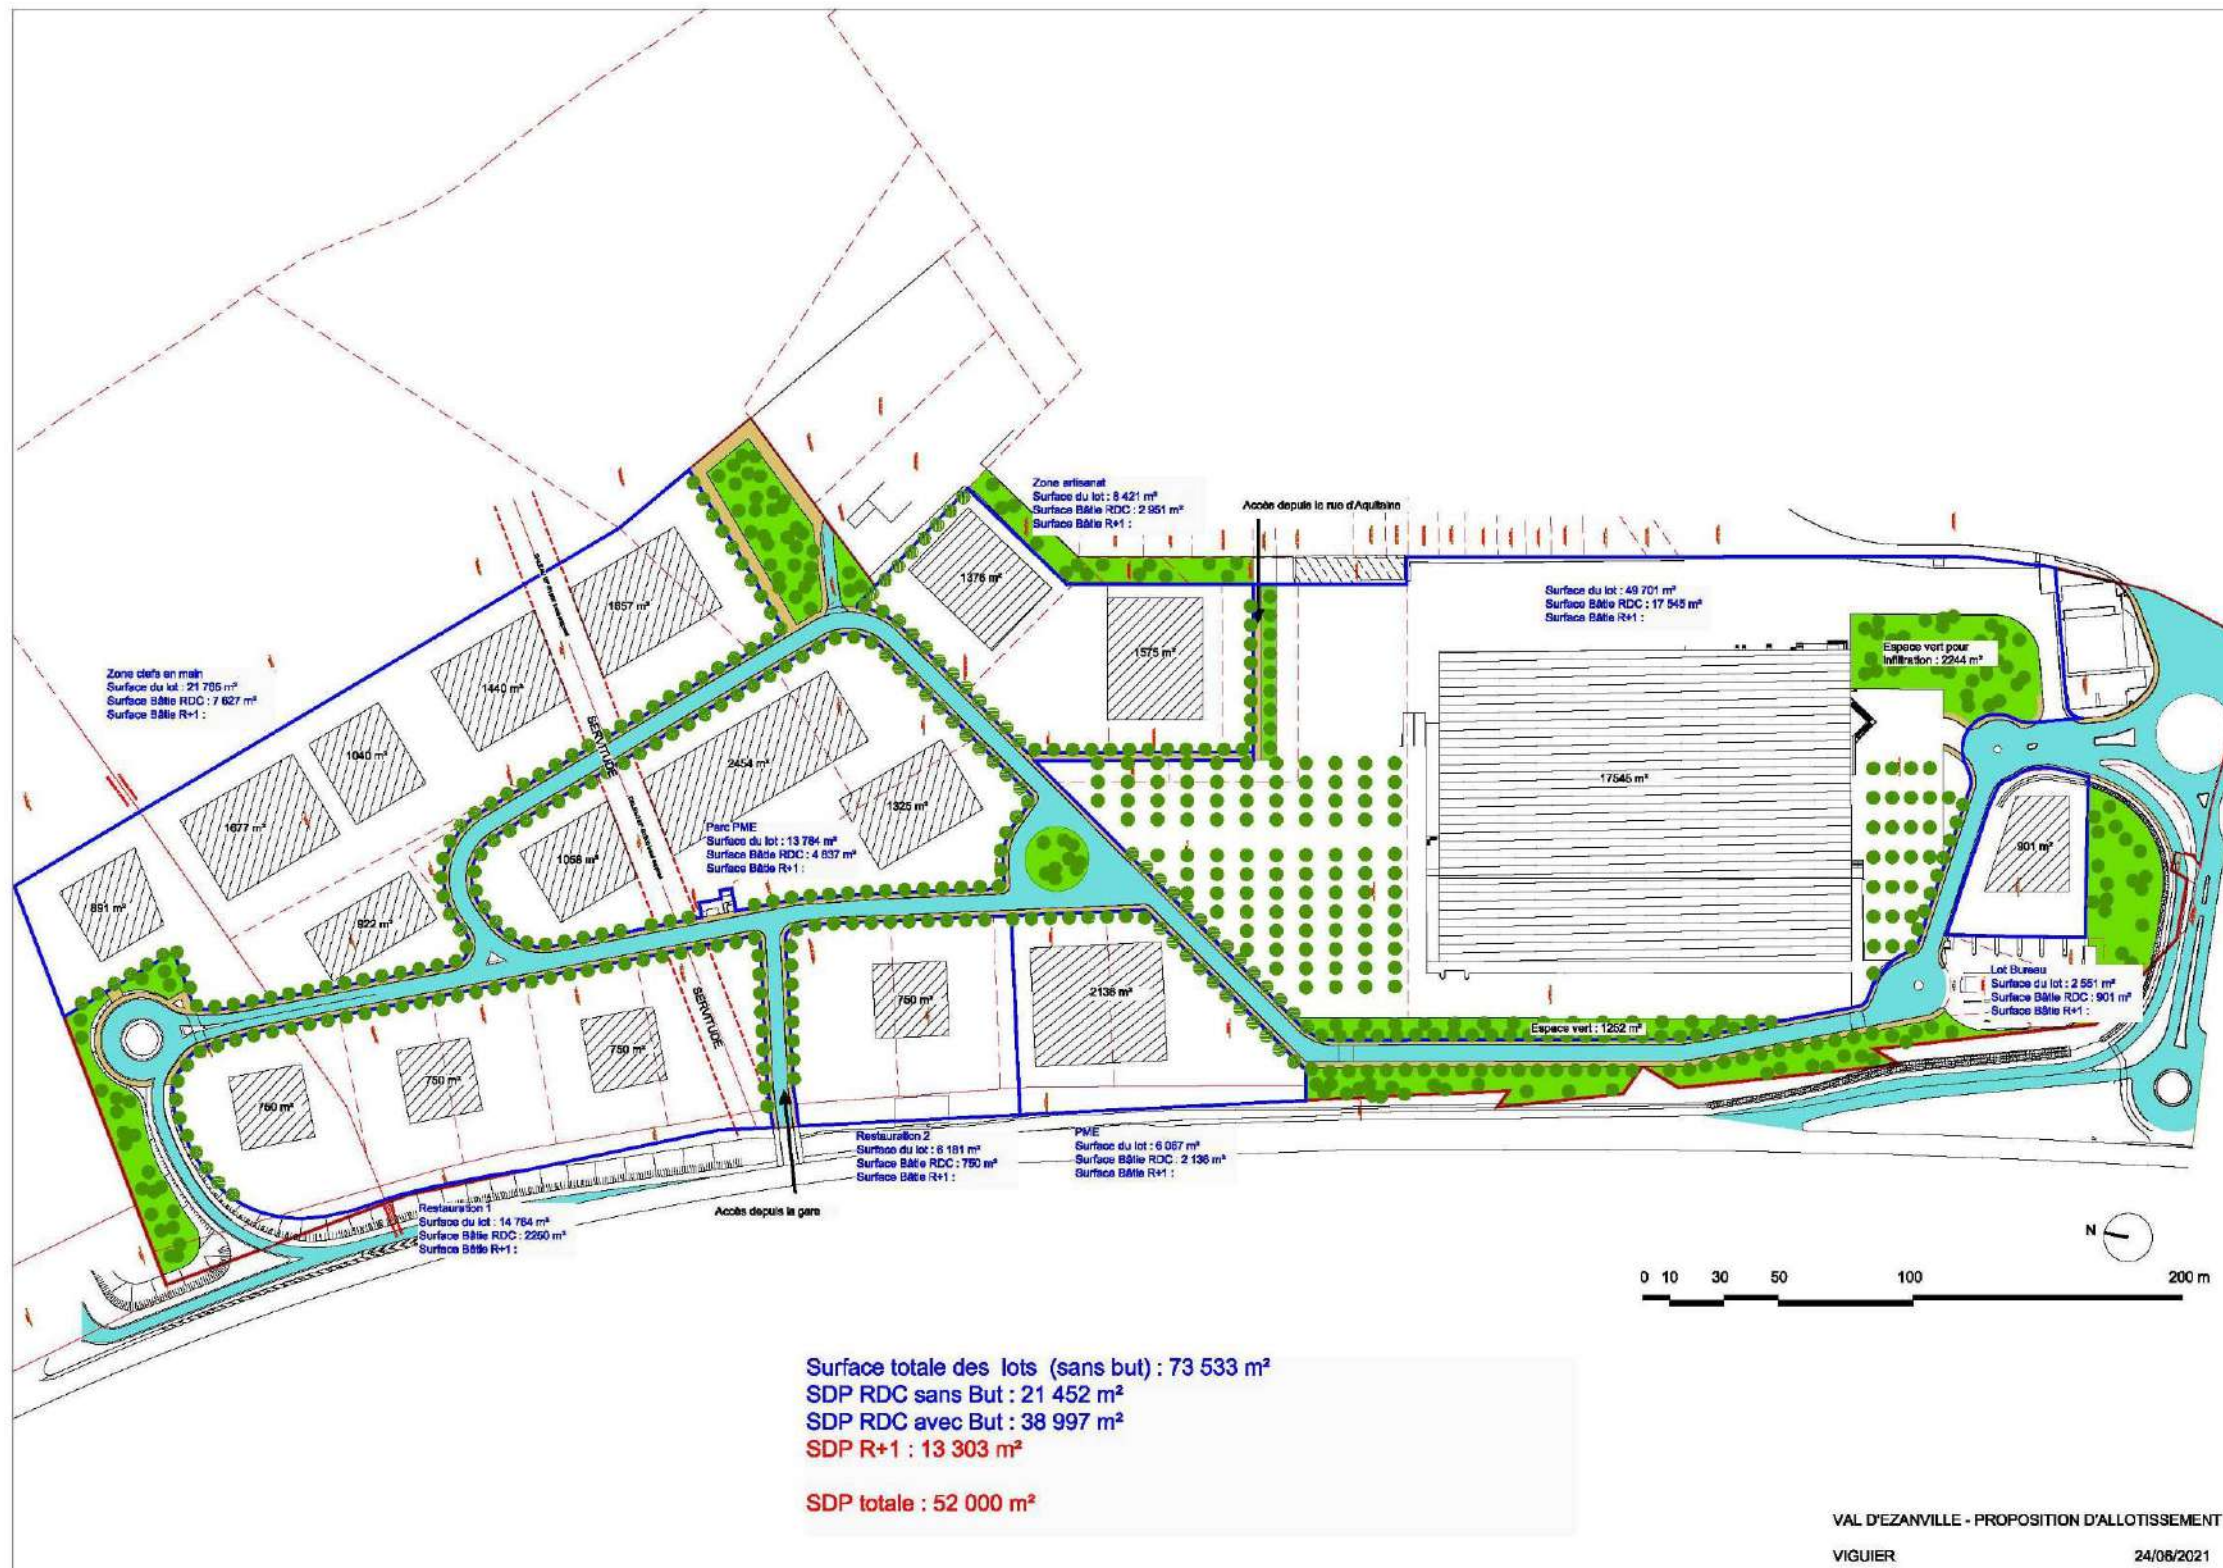 Zone artisanat
Surface du lot : 8 421 m²
Surface Bâtie RDC : 2 951 m²
Surface Bâtie R+1 :
Accès depuis la rue d'Aquitaine
1376 m²
1575 m²
Surface du lot : 49 701 m²
Surface Bâtie RDC : 17 545 m²
Surface Bâtie R+1 :
Espace vert pour
infiltration : 2244 m²
17545 m²
Zone clefs en main
Surface du lot : 21 785 m²
Surface Bâtie RDC : 7 627 m²
Surface Bâtie R+1 :
1657 m²
1440 m²
1040 m²
1677 m²
891 m²
922 m²
SERVITUDE
2454 m²
1325 m²
1058 m²
Parc PME
Surface du lot : 13 784 m²
Surface Bâtie RDC : 4 837 m²
Surface Bâtie R+1 :
901 m²
Lot Bureau
Surface du lot : 2 551 m²
Surface Bâtie RDC : 901 m²
Surface Bâtie R+1 :
SERVITUDE
750 m²
2136 m²
Espace vert : 1252 m²
750 m²
750 m²
750 m²
Restauration 2
Surface du lot : 6 181 m²
Surface Bâtie RDC : 750 m²
Surface Bâtie R+1 :
PME
Surface du lot : 6 067 m²
Surface Bâtie RDC : 2 136 m²
Surface Bâtie R+1 :
Accès depuis la gare
Restauration 1
Surface du lot : 14 764 m²
Surface Bâtie RDC : 2250 m²
Surface Bâtie R+1 :
N
0 10 30 50 100 200 m
Surface totale des lots (sans but) : 73 533 m²
SDP RDC sans But : 21 452 m²
SDP RDC avec But : 38 997 m²
SDP R+1 : 13 303 m²
SDP totale : 52 000 m²
VAL D'EZANVILLE - PROPOSITION D'ALLOTISSEMENT
VIGUIER 24/06/2021